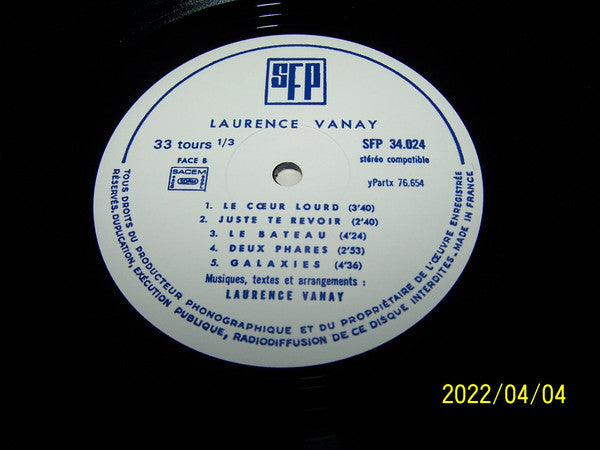 SFP
LAURENCE VANAY
33 tours 1/3
SFP 34.024
FACE B
stéréo compatible
SACEM
yPartx 76.654
1. LE CŒUR LOURD (3'40)
2. JUSTE TE REVOIR (2'40)
3. LE BATEAU (4'24)
4. DEUX PHARES (2'53)
5. GALAXIES (4'36)
Musiques, textes et arrangements :
LAURENCE VANAY
TOUS DROITS DU PRODUCTEUR PHONOGRAPHIQUE ET DU PROPRIÉTAIRE DE L'ŒUVRE ENREGISTRÉE
RÉSERVÉS. DUPLICATION, EXÉCUTION PUBLIQUE, RADIODIFFUSION DE CE DISQUE INTERDITES - MADE IN FRANCE
2022/04/04